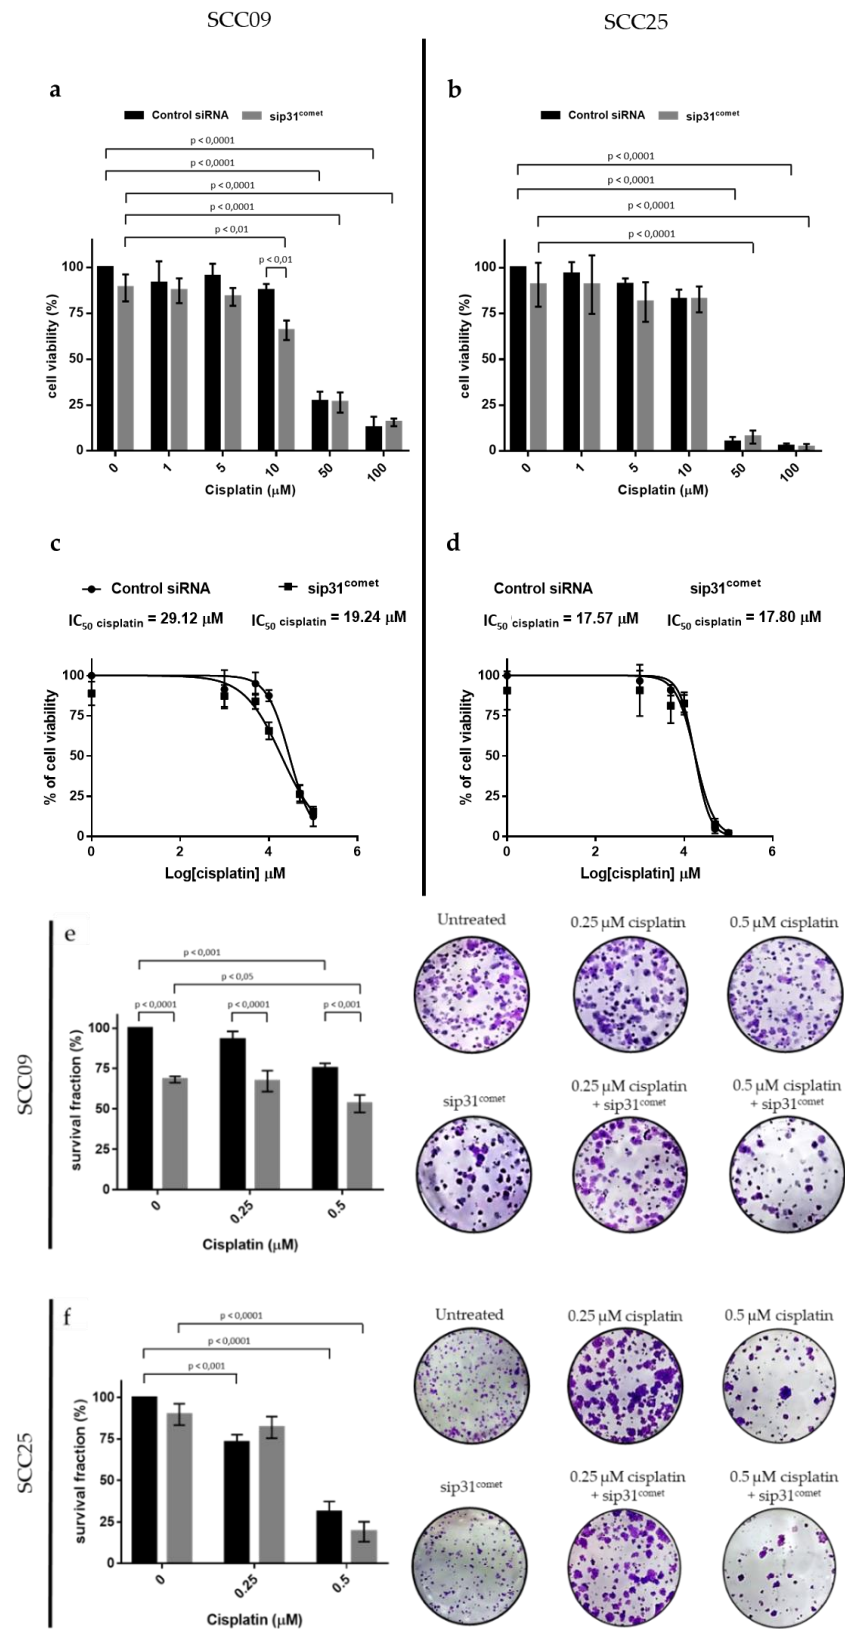 SCC09
SCC25
a
Control siRNA sip31comet
p < 0,0001
p < 0,0001
p < 0,0001
p < 0,0001
p < 0,01
p < 0,01
cell viability (%)
100
75
50
25
0
0 1 5 10 50 100
Cisplatin (µM)
b
Control siRNA sip31comet
p < 0,0001
p < 0,0001
p < 0,0001
p < 0,0001
cell viability (%)
100
75
50
25
0
0 1 5 10 50 100
Cisplatin (µM)
c
Control siRNA sip31comet
IC50 cisplatin = 29.12 µM IC50 cisplatin = 19.24 µM
% of cell viability
100
75
50
25
0
0 2 4 6
Log[cisplatin] µM
d
Control siRNA sip31comet
IC50 cisplatin = 17.57 µM IC50 cisplatin = 17.80 µM
% of cell viability
100
75
50
25
0
0 2 4 6
Log[cisplatin] µM
SCC09
e
p < 0,001
p < 0,05
p < 0,0001 p < 0,0001 p < 0,001
survival fraction (%)
100
75
50
25
0
0 0.25 0.5
Cisplatin (µM)
Untreated
0.25 µM cisplatin
0.5 µM cisplatin
sip31comet
0.25 µM cisplatin
+ sip31comet
0.5 µM cisplatin
+ sip31comet
SCC25
f
p < 0,0001
p < 0,0001
p < 0,001
survival fraction (%)
100
75
50
25
0
0 0.25 0.5
Cisplatin (µM)
Untreated
0.25 µM cisplatin
0.5 µM cisplatin
sip31comet
0.25 µM cisplatin
+ sip31comet
0.5 µM cisplatin
+ sip31comet